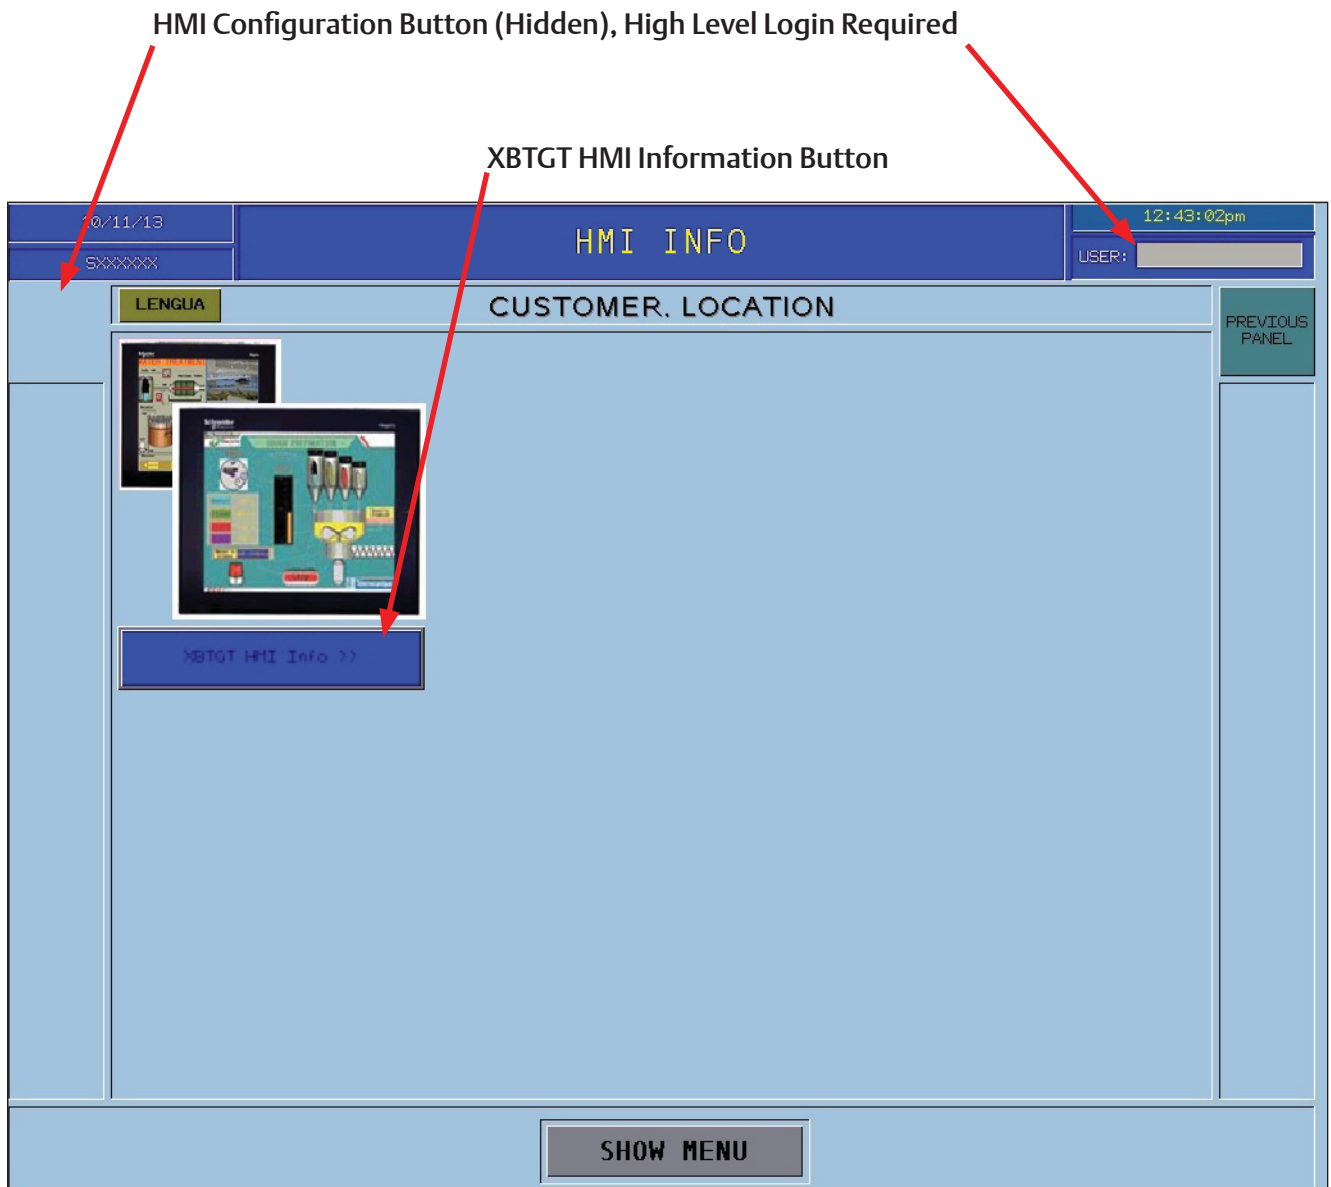 HMI Configuration Button (Hidden), High Level Login Required
XBTGT HMI Information Button
/11/13
HMI INFO
12:43:02pm
SXXXXXX
USER:
LENGUA
CUSTOMER. LOCATION
PREVIOUS
PANEL
Schneider
XBTGT HMI Info >>
SHOW MENU